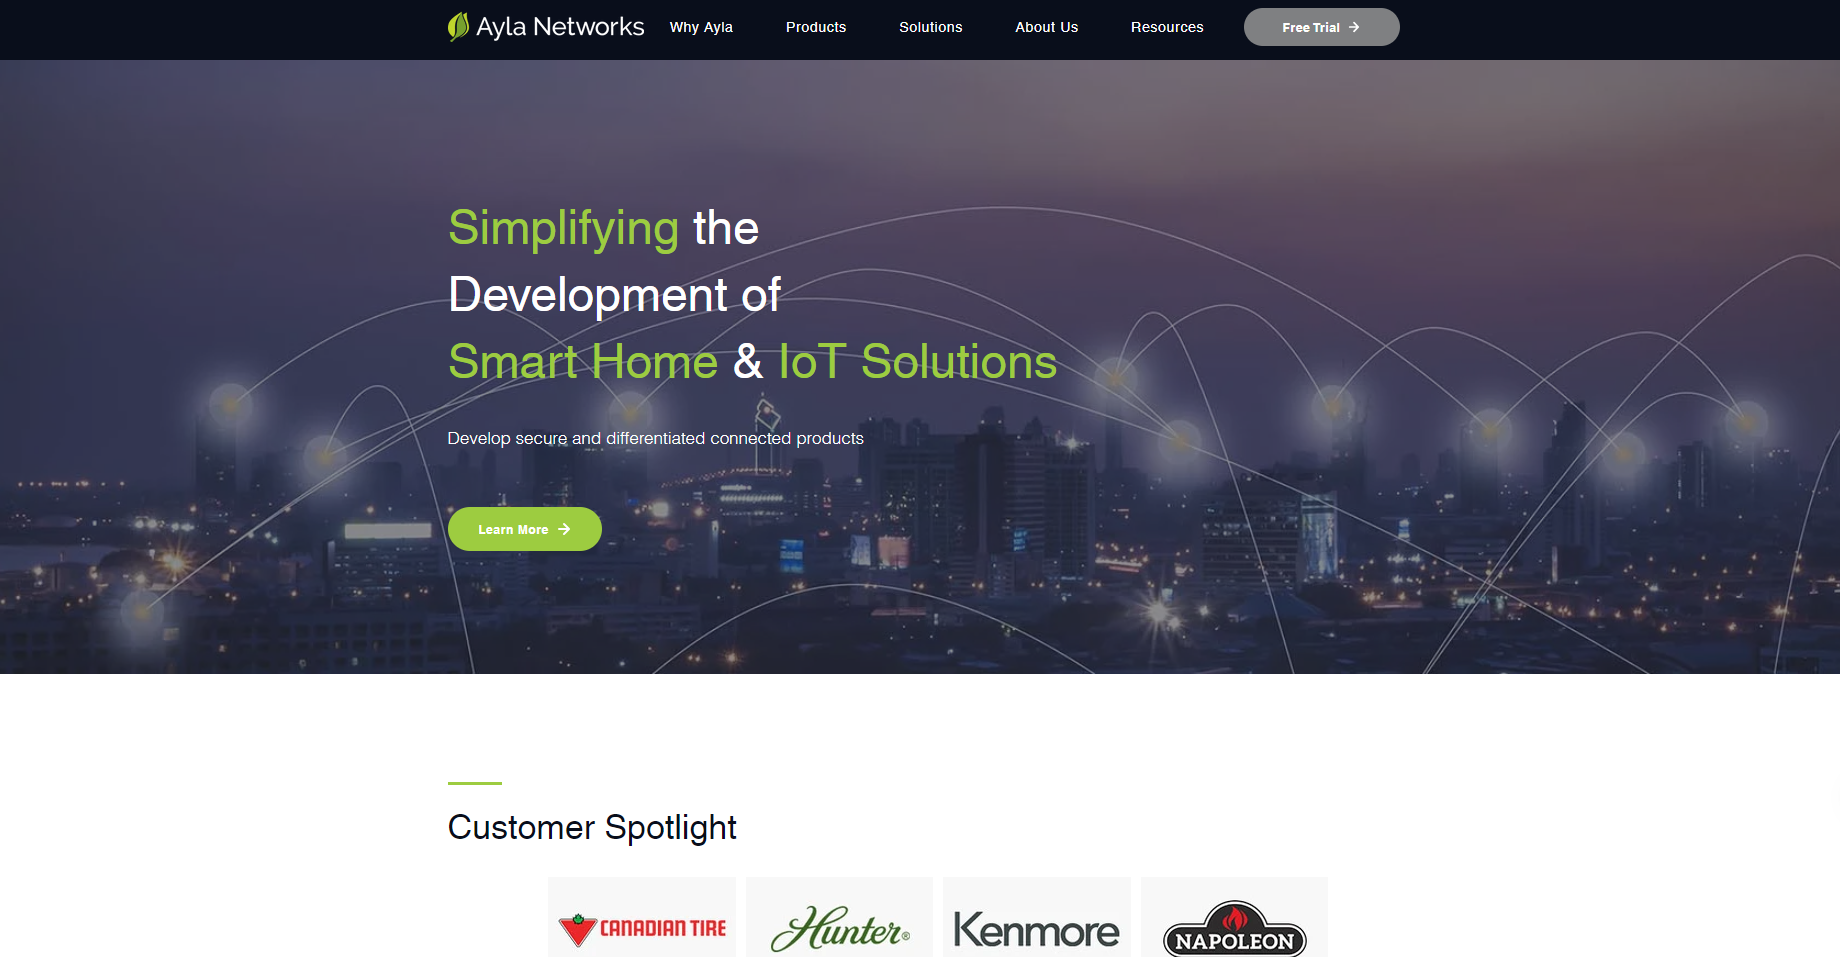 Ayla Networks
Why Ayla
Products
Solutions
About Us
Resources
Free Trial
Simplifying the
Development of
Smart Home & IoT Solutions
Develop secure and differentiated connected products
Learn More
Customer Spotlight
CANADIAN TIRE
Hunter®
Kenmore
NAPOLEON